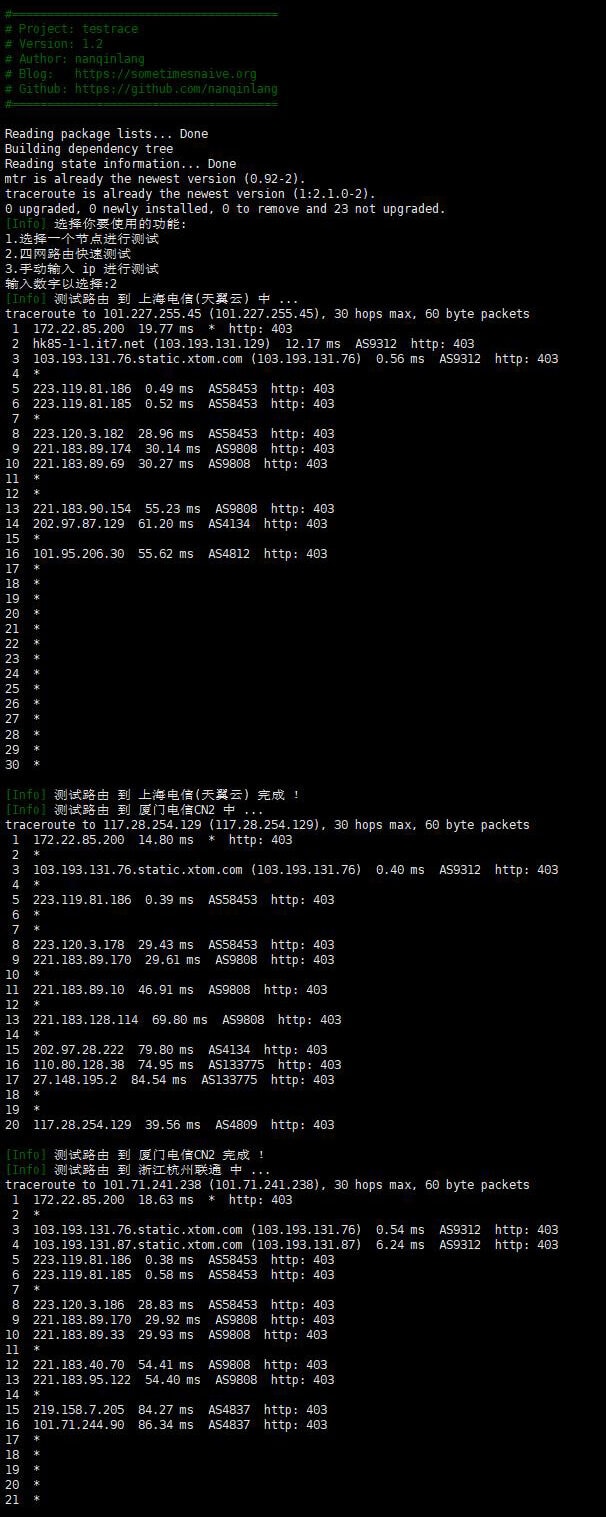 #======================================
# Project: testrace
# Version: 1.2
# Author: nanqinlang
# Blog:   https://sometimesnaive.org
# Github: https://github.com/nanqinlang
#======================================
Reading package lists... Done
Building dependency tree
Reading state information... Done
mtr is already the newest version (0.92-2).
traceroute is already the newest version (1:2.1.0-2).
0 upgraded, 0 newly installed, 0 to remove and 23 not upgraded.
[Info] 选择你要使用的功能:
1.选择一个节点进行测试
2.四网路由快速测试
3.手动输入 ip 进行测试
输入数字以选择:2
[Info] 测试路由 到 上海电信(天翼云) 中 ...
traceroute to 101.227.255.45 (101.227.255.45), 30 hops max, 60 byte packets
1  172.22.85.200  19.77 ms  *  http: 403
2  hk85-1-1.it7.net (103.193.131.129)  12.17 ms  AS9312  http: 403
3  103.193.131.76.static.xtom.com (103.193.131.76)  0.56 ms  AS9312  http: 403
4  *
5  223.119.81.186  0.49 ms  AS58453  http: 403
6  223.119.81.185  0.52 ms  AS58453  http: 403
7  *
8  223.120.3.182  28.96 ms  AS58453  http: 403
9  221.183.89.174  30.14 ms  AS9808  http: 403
10  221.183.89.69  30.27 ms  AS9808  http: 403
11  *
12  *
13  221.183.90.154  55.23 ms  AS9808  http: 403
14  202.97.87.129  61.20 ms  AS4134  http: 403
15  *
16  101.95.206.30  55.62 ms  AS4812  http: 403
17  *
18  *
19  *
20  *
21  *
22  *
23  *
24  *
25  *
26  *
27  *
28  *
29  *
30  *
[Info] 测试路由 到 上海电信(天翼云) 完成 !
[Info] 测试路由 到 厦门电信CN2 中 ...
traceroute to 117.28.254.129 (117.28.254.129), 30 hops max, 60 byte packets
1  172.22.85.200  14.80 ms  *  http: 403
2  *
3  103.193.131.76.static.xtom.com (103.193.131.76)  0.40 ms  AS9312  http: 403
4  *
5  223.119.81.186  0.39 ms  AS58453  http: 403
6  *
7  *
8  223.120.3.178  29.43 ms  AS58453  http: 403
9  221.183.89.170  29.61 ms  AS9808  http: 403
10  *
11  221.183.89.10  46.91 ms  AS9808  http: 403
12  *
13  221.183.128.114  69.80 ms  AS9808  http: 403
14  *
15  202.97.28.222  79.80 ms  AS4134  http: 403
16  110.80.128.38  74.95 ms  AS133775  http: 403
17  27.148.195.2  84.54 ms  AS133775  http: 403
18  *
19  *
20  117.28.254.129  39.56 ms  AS4809  http: 403
[Info] 测试路由 到 厦门电信CN2 完成 !
[Info] 测试路由 到 浙江杭州联通 中 ...
traceroute to 101.71.241.238 (101.71.241.238), 30 hops max, 60 byte packets
1  172.22.85.200  18.63 ms  *  http: 403
2  *
3  103.193.131.76.static.xtom.com (103.193.131.76)  0.54 ms  AS9312  http: 403
4  103.193.131.87.static.xtom.com (103.193.131.87)  6.24 ms  AS9312  http: 403
5  223.119.81.186  0.38 ms  AS58453  http: 403
6  223.119.81.185  0.58 ms  AS58453  http: 403
7  *
8  223.120.3.186  28.83 ms  AS58453  http: 403
9  221.183.89.170  29.92 ms  AS9808  http: 403
10  221.183.89.33  29.93 ms  AS9808  http: 403
11  *
12  221.183.40.70  54.41 ms  AS9808  http: 403
13  221.183.95.122  54.40 ms  AS9808  http: 403
14  *
15  219.158.7.205  84.27 ms  AS4837  http: 403
16  101.71.244.90  86.34 ms  AS4837  http: 403
17  *
18  *
19  *
20  *
21  *